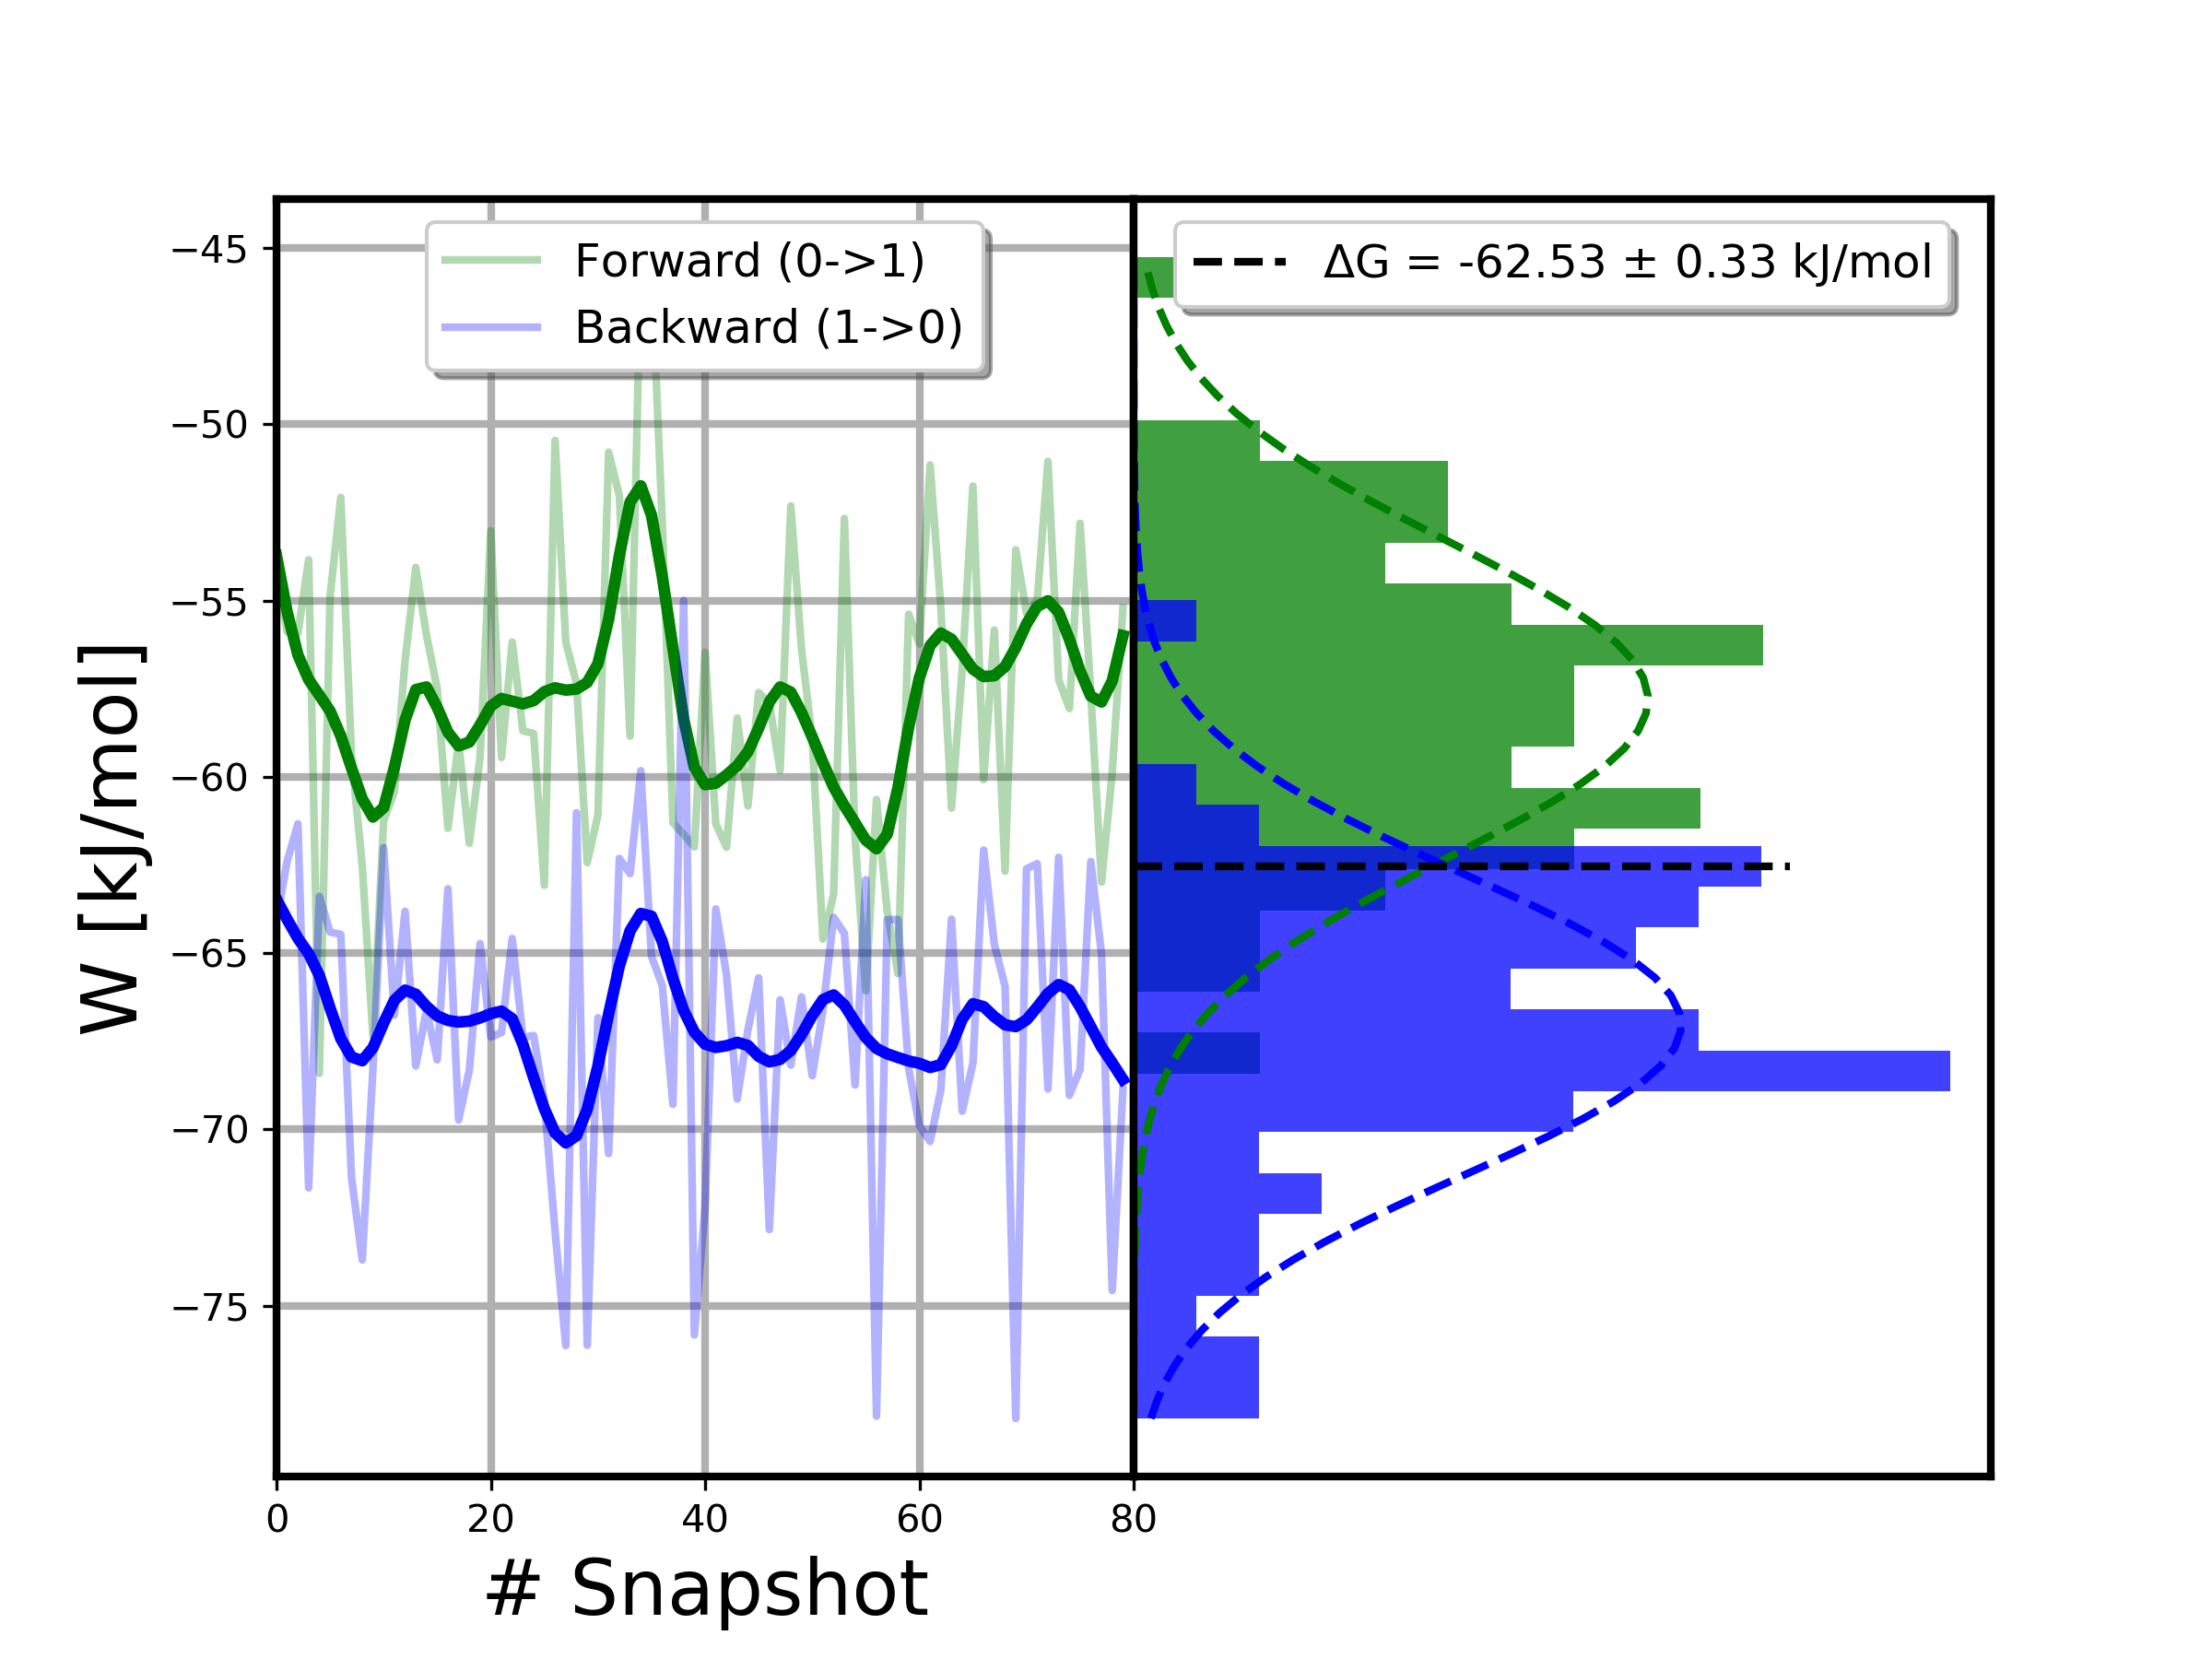 Forward (0->1)
Backward (1->0)
ΔG = -62.53 ± 0.33 kJ/mol
W [kJ/mol]
−45
−50
−55
−60
−65
−70
−75
0
20
40
60
80
# Snapshot